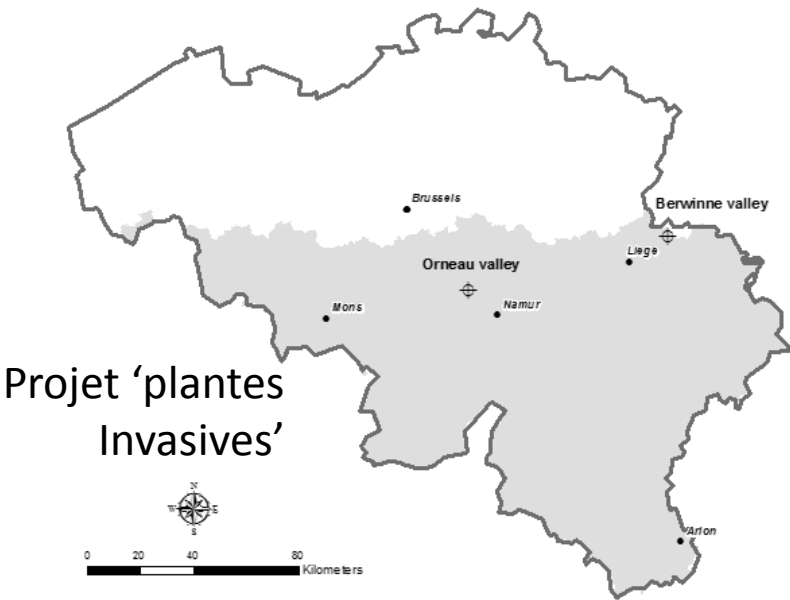 Brussels
Berwinne valley
Liege
Orneau valley
Mons
Namur
Projet ‘plantes
Invasives’
N
W E
S
Arlon
0 20 40 80
Kilometers